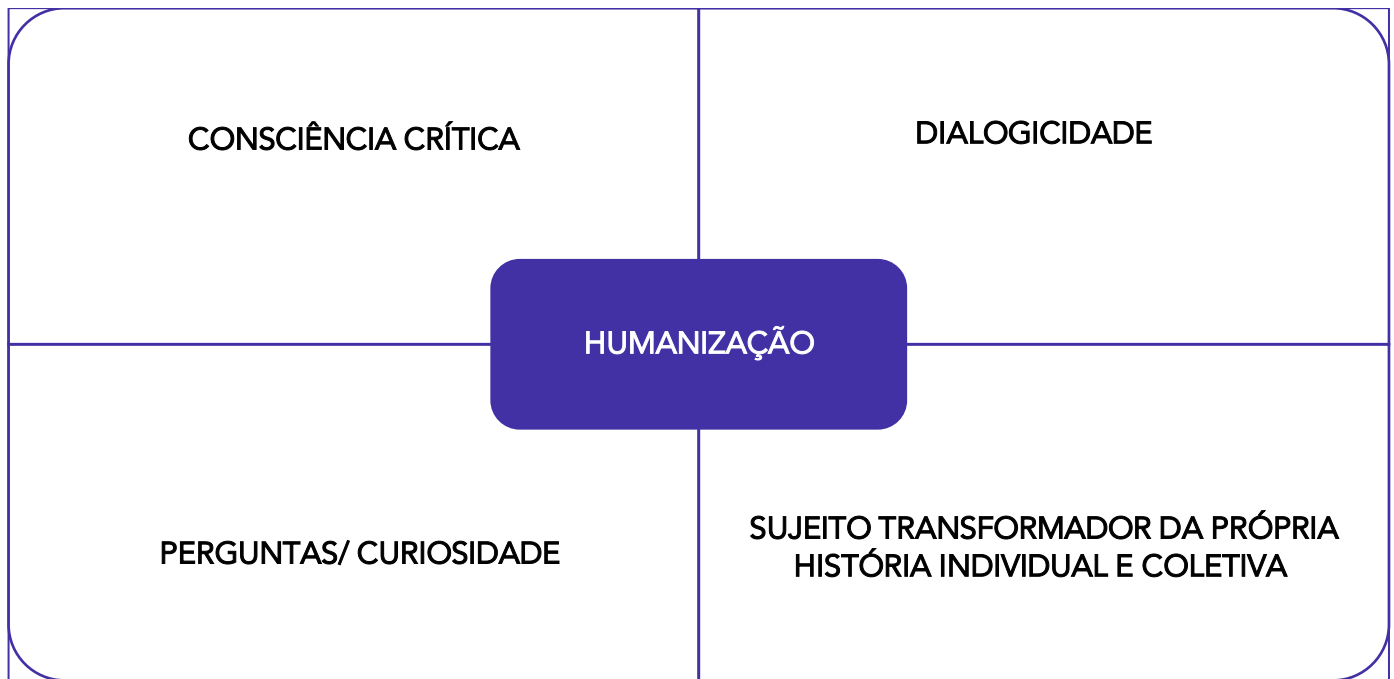 CONSCIÊNCIA CRÍTICA
DIALOGICIDADE
HUMANIZAÇÃO
PERGUNTAS/ CURIOSIDADE
SUJEITO TRANSFORMADOR DA PRÓPRIA
HISTÓRIA INDIVIDUAL E COLETIVA